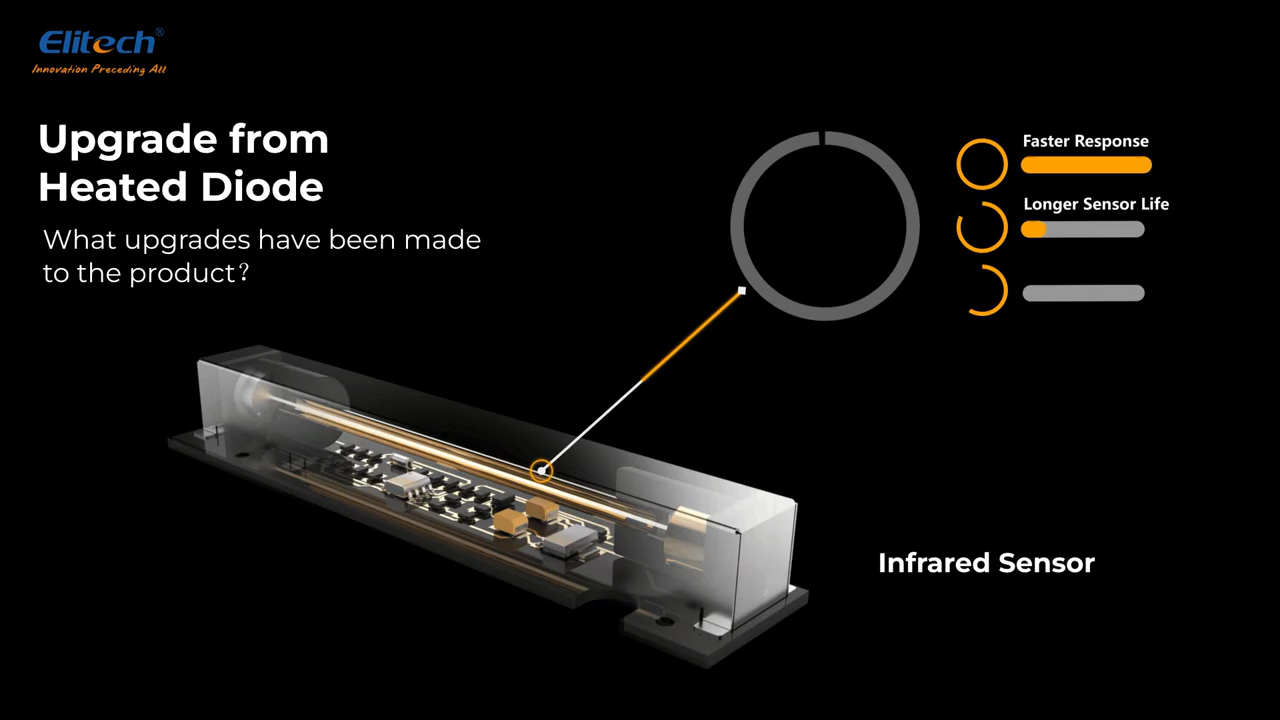 Elitech®
Innovation Preceding All
Upgrade from
Heated Diode
What upgrades have been made
to the product?
Faster Response
Longer Sensor Life
Infrared Sensor